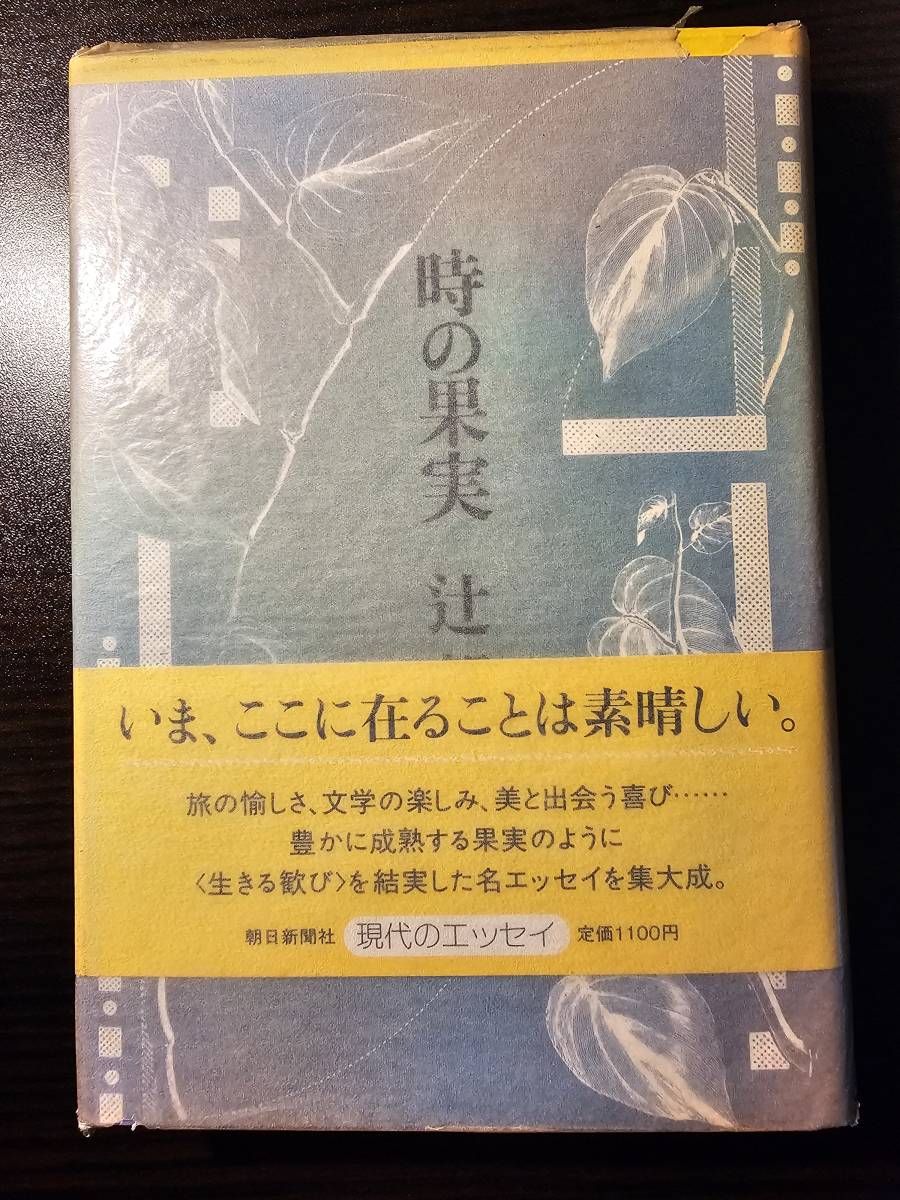 時の果実 辻
いま、ここに在ることは素晴しい。
旅の愉しさ、文学の楽しみ、美と出会う喜び……
豊かに成熟する果実のように
〈生きる歓び〉を結実した名エッセイを集大成。
朝日新聞社 現代のエッセイ 定価1100円